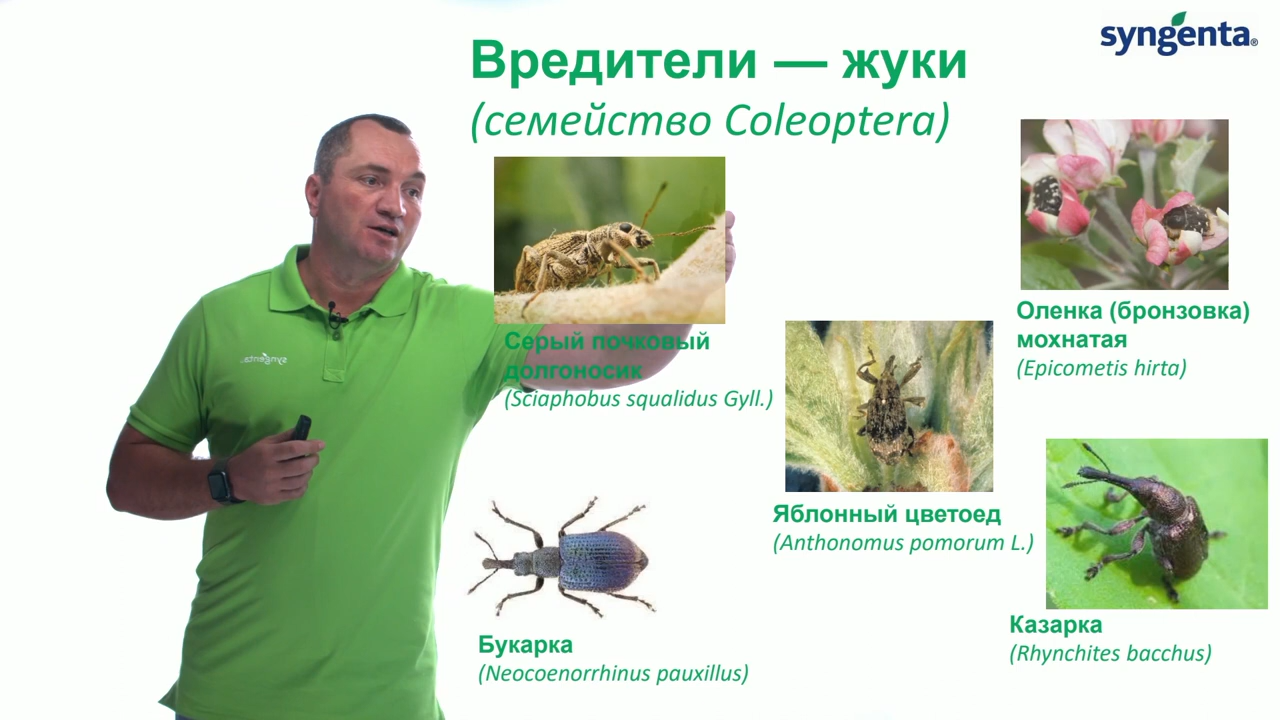 syngenta®
Вредители — жуки
(семейство Coleoptera)
Серый почковый
долгоносик
(Sciaphobus squalidus Gyll.)
Оленка (бронзовка)
мохнатая
(Epicometis hirta)
Яблонный цветоед
(Anthonomus pomorum L.)
Букарка
(Neocoenorrhinus pauxillus)
Казарка
(Rhynchites bacchus)
syngenta